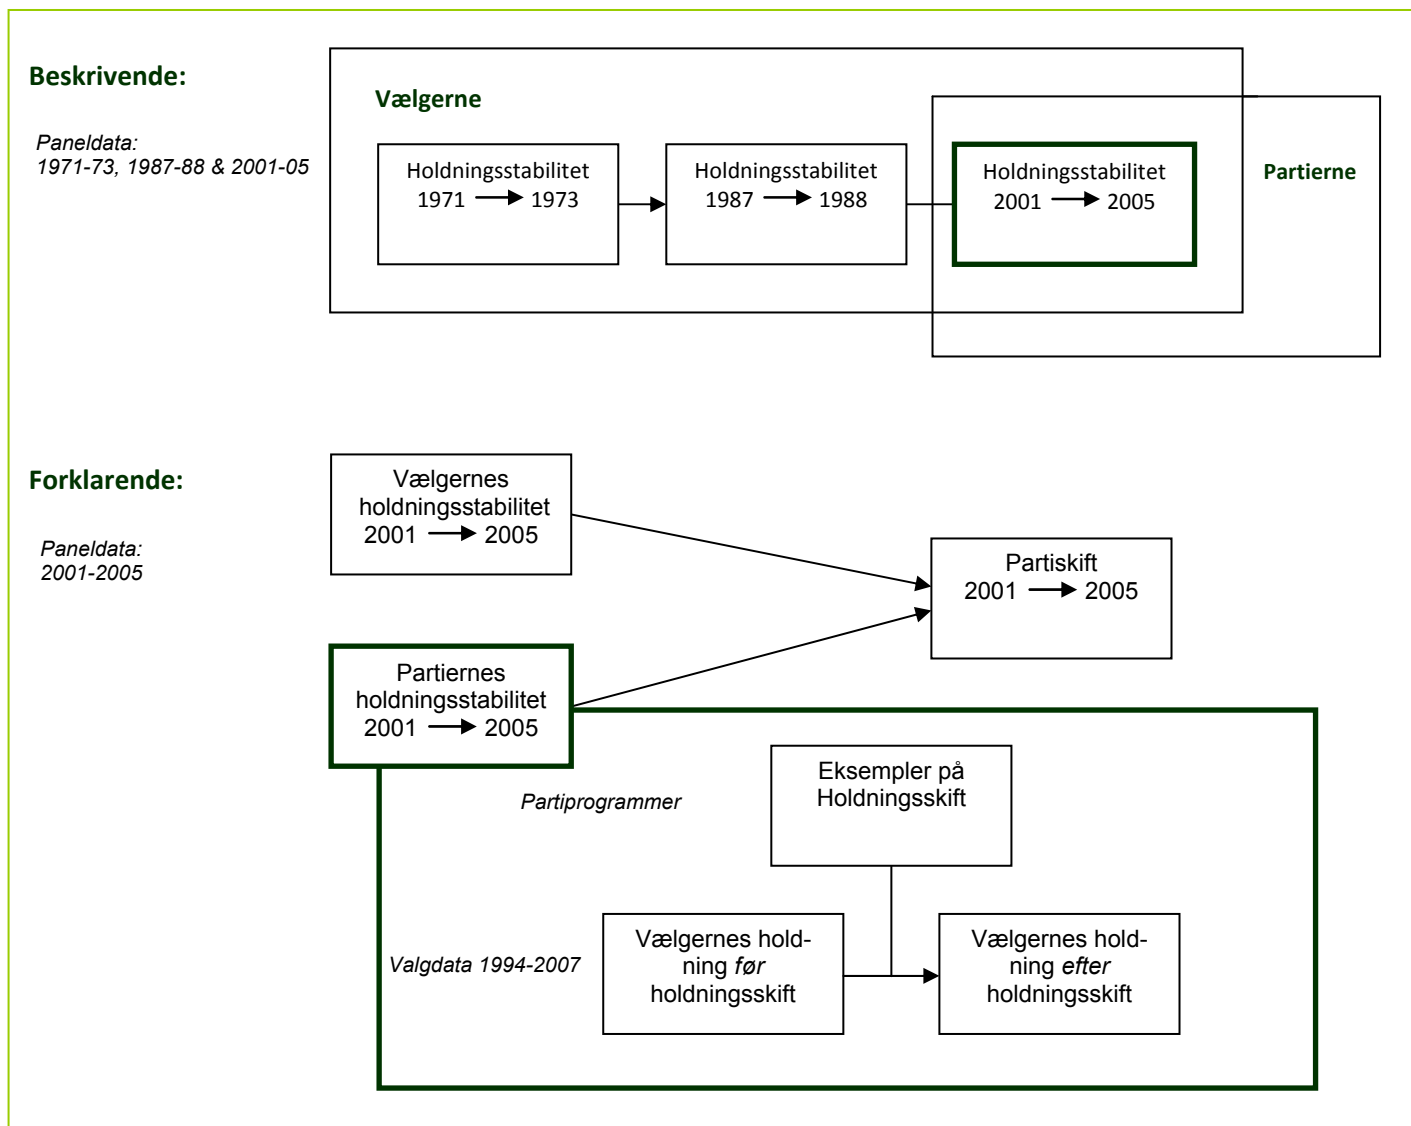 Beskrivende:
Paneldata:
1971-73, 1987-88 & 2001-05
Vælgerne
Holdningsstabilitet
1971 → 1973
Holdningsstabilitet
1987 → 1988
Holdningsstabilitet
2001 → 2005
Partierne
Forklarende:
Paneldata:
2001-2005
Vælgernes
holdningsstabilitet
2001 → 2005
Partiskift
2001 → 2005
Partiernes
holdningsstabilitet
2001 → 2005
Partiprogrammer
Eksempler på
Holdningsskift
Valgdata 1994-2007
Vælgernes hold-
ning før
holdningsskift
Vælgernes hold-
ning efter
holdningsskift